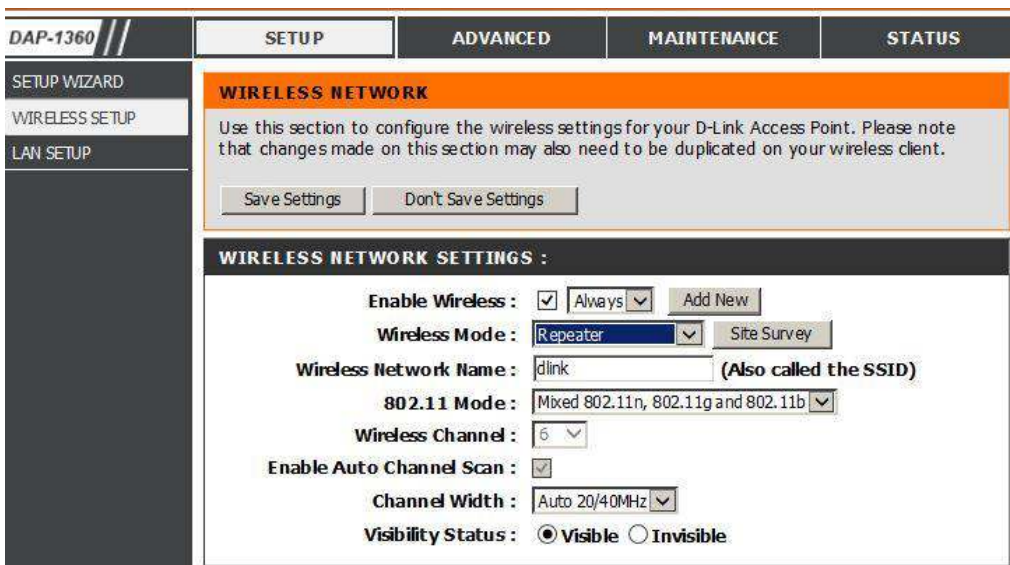 DAP-1360
SETUP
ADVANCED
MAINTENANCE
STATUS
SETUP WIZARD
WIRELESS SETUP
LAN SETUP
WIRELESS NETWORK
Use this section to configure the wireless settings for your D-Link Access Point. Please note
that changes made on this section may also need to be duplicated on your wireless client.
Save Settings
Don't Save Settings
WIRELESS NETWORK SETTINGS :
Enable Wireless : Always Add New
Wireless Mode : Repeater Site Survey
Wireless Network Name : dlink (Also called the SSID)
802.11 Mode : Mixed 802.11n, 802.11g and 802.11b
Wireless Channel : 6
Enable Auto Channel Scan :
Channel Width : Auto 20/40MHz
Visibility Status : Visible Invisible